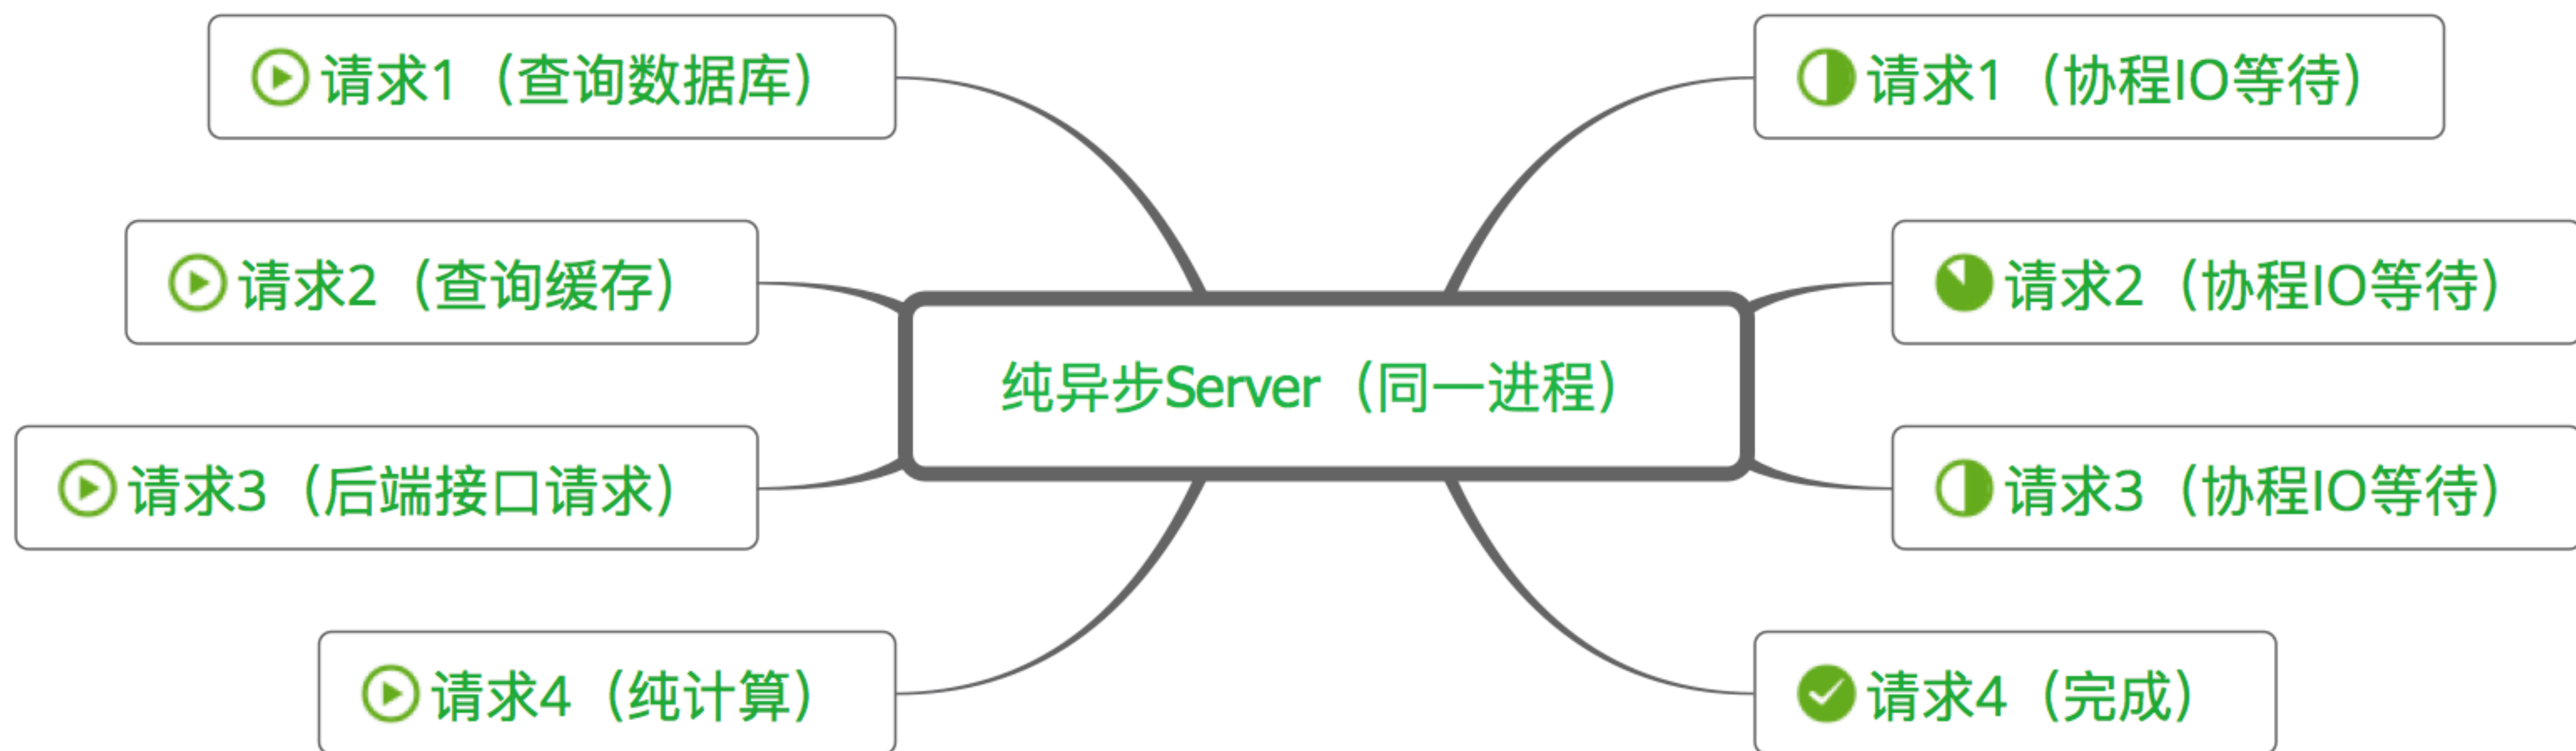 请求1（查询数据库）
请求2（查询缓存）
请求3（后端接口请求）
请求4（纯计算）
纯异步Server（同一进程）
请求1（协程IO等待）
请求2（协程IO等待）
请求3（协程IO等待）
请求4（完成）